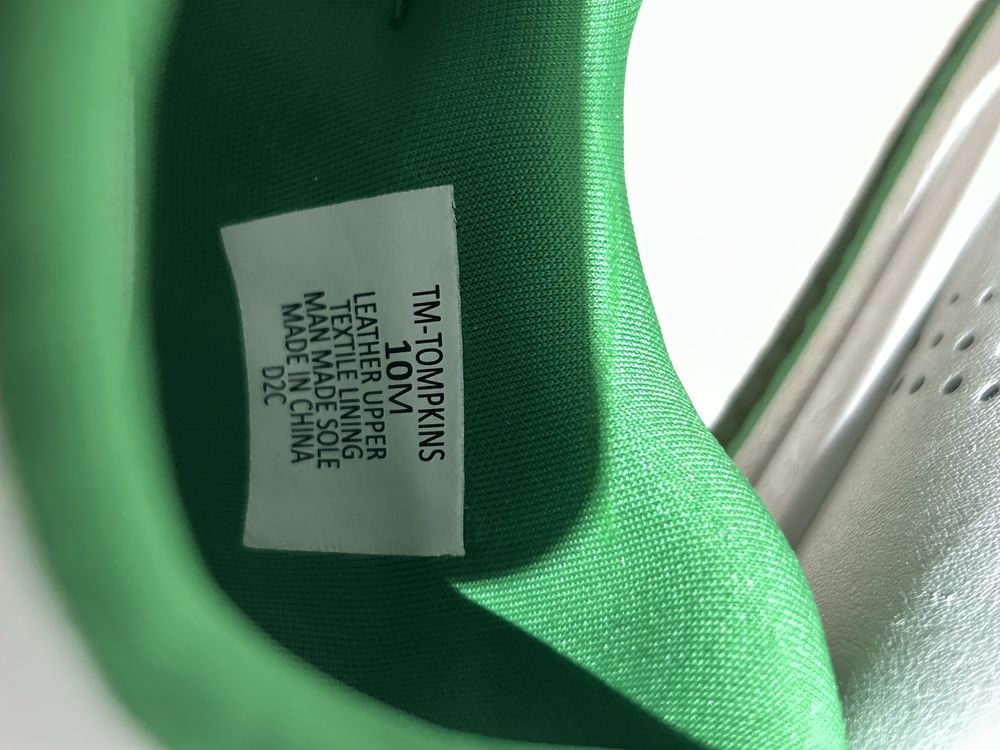 TM-TOMPKINS
10M
LEATHER UPPER
TEXTILE LINING
MAN MADE SOLE
MADE IN CHINA
D2C